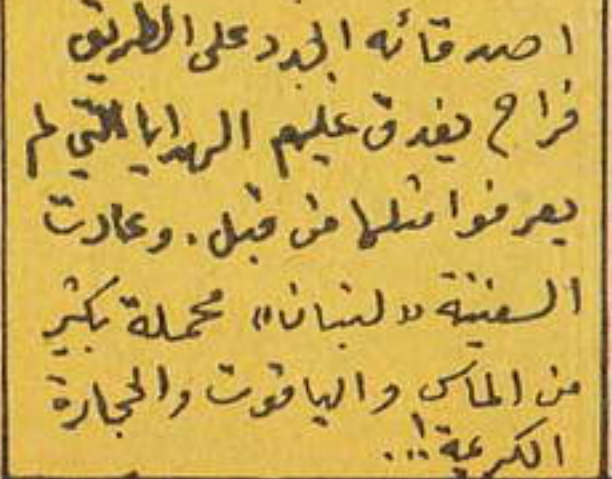 اصدقائه الجدد على الطريق
فراح يغدق عليهم الهدايا التي لم
يعرفوا مثلها من قبل. وعادت
السفينة «لبنان» محملة بكثير
من الماس والياقوت والحجارة
الكريمة!..